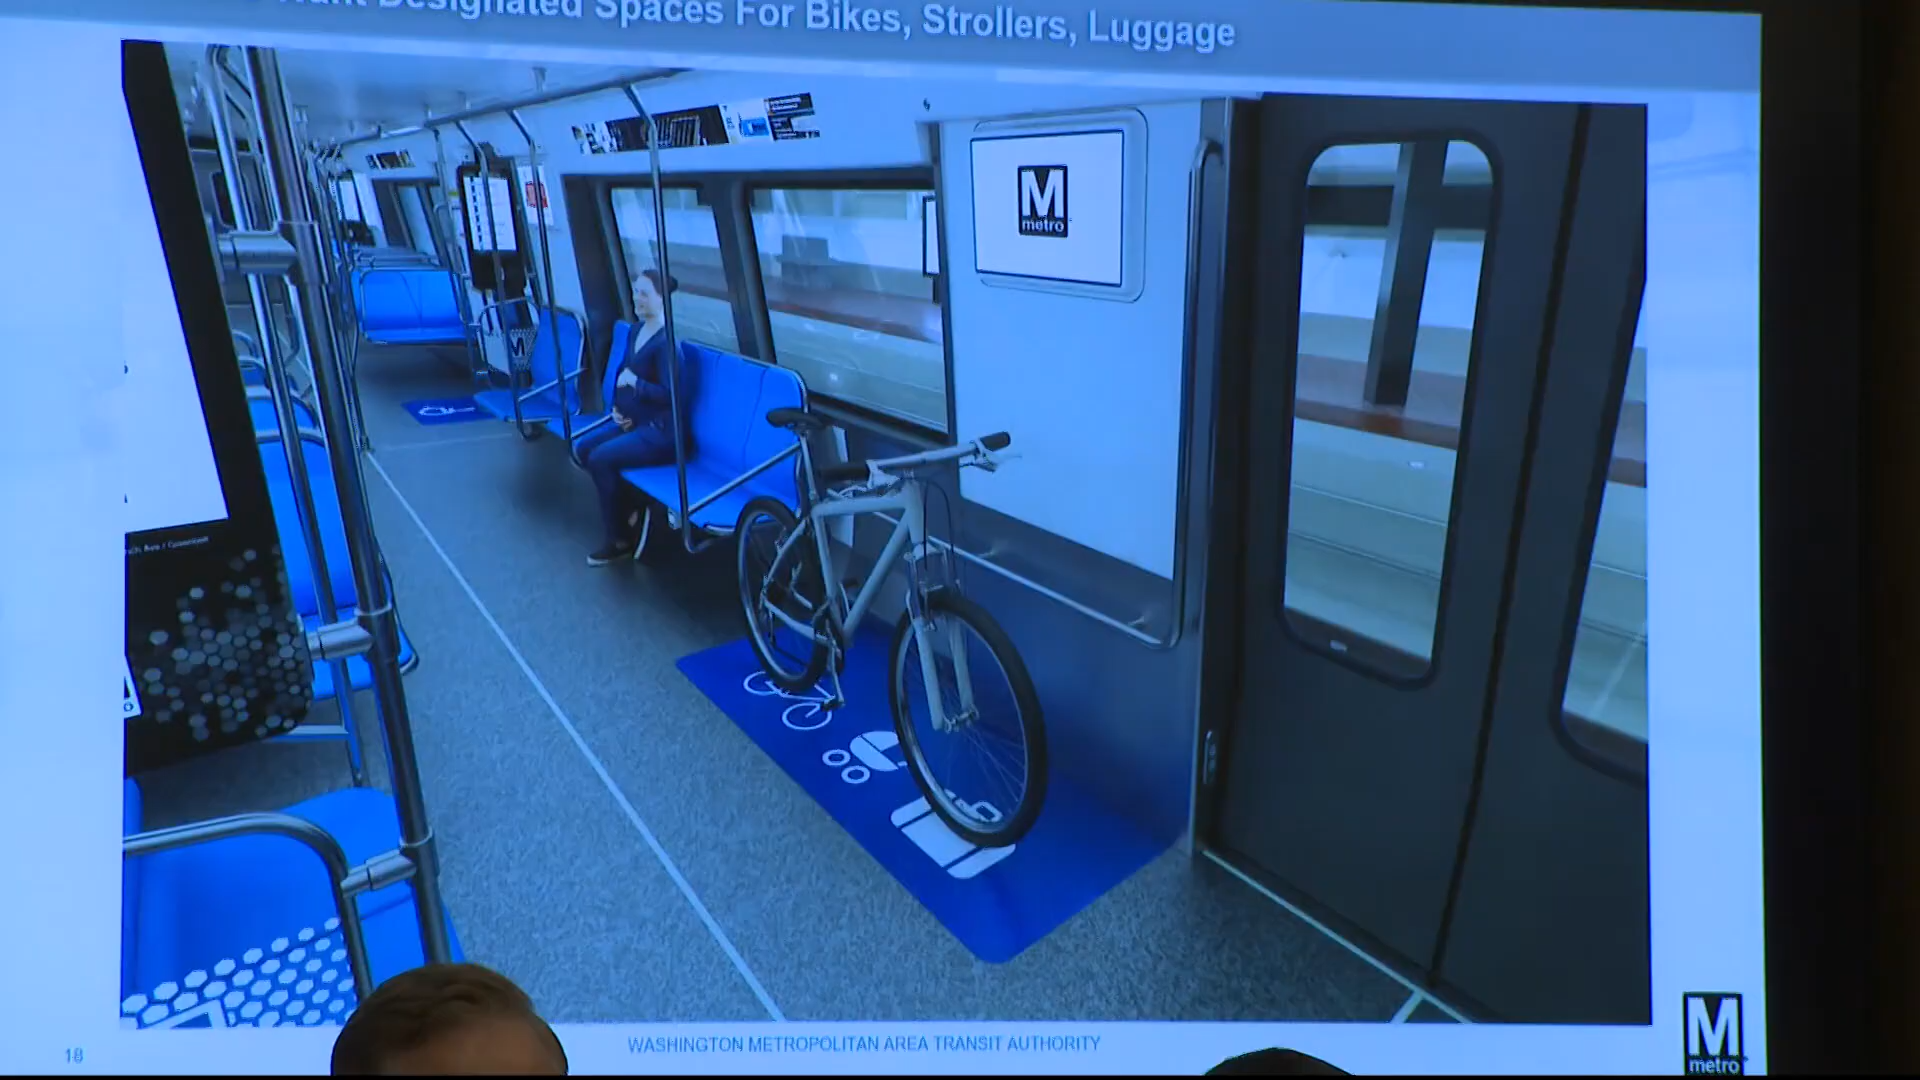 Designated Spaces For Bikes, Strollers, Luggage
M
metro
M
WASHINGTON METROPOLITAN AREA TRANSIT AUTHORITY
18
M
metro